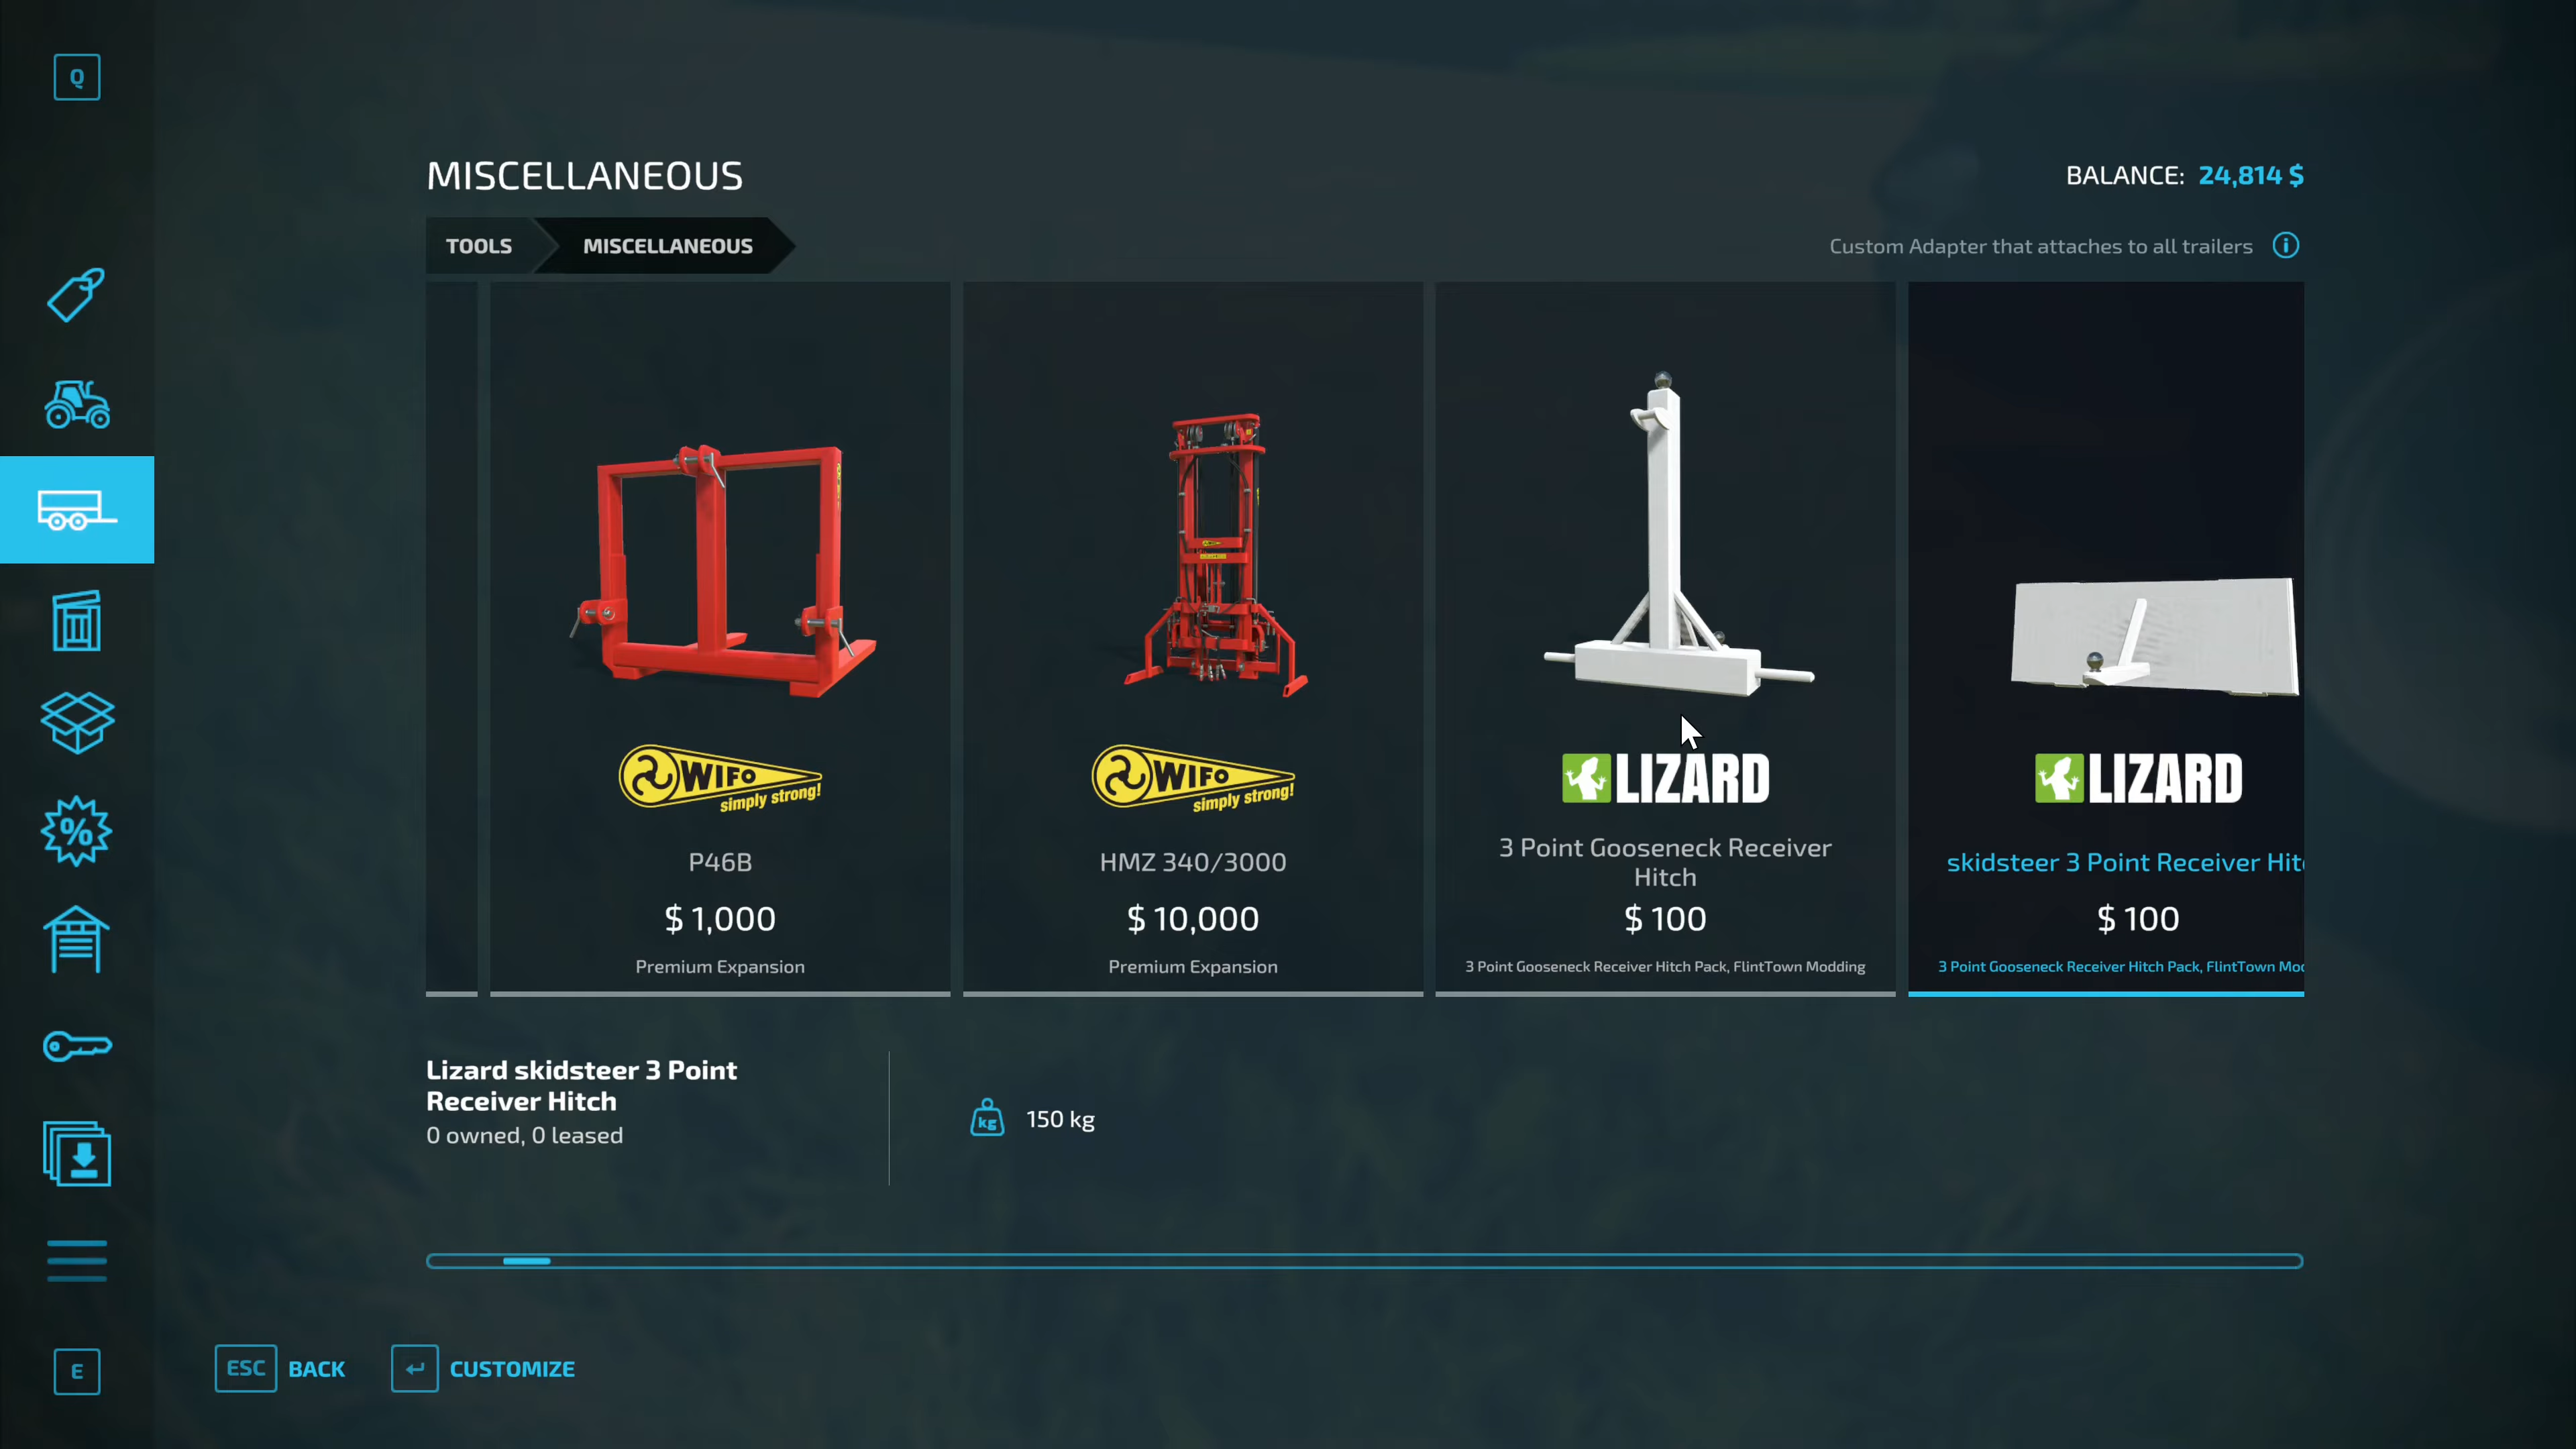 Q
MISCELLANEOUS
BALANCE: 24,814 $
TOOLS
MISCELLANEOUS
Custom Adapter that attaches to all trailers
WIFO
simply strong!
P46B
$ 1,000
Premium Expansion
WIFO
simply strong!
HMZ 340/3000
$ 10,000
Premium Expansion
LIZARD
3 Point Gooseneck Receiver
Hitch
$ 100
3 Point Gooseneck Receiver Hitch Pack, FlintTown Modding
LIZARD
skidsteer 3 Point Receiver Hit
$ 100
3 Point Gooseneck Receiver Hitch Pack, FlintTown Mod
Lizard skidsteer 3 Point
Receiver Hitch
0 owned, 0 leased
kg
150 kg
%
E
ESC BACK
CUSTOMIZE